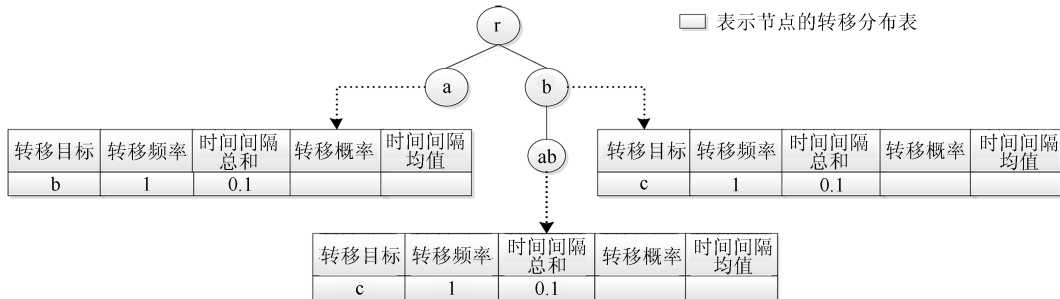 r
表示节点的转移分布表
a
b
转移目标 转移频率 时间间隔总和 转移概率 时间间隔均值
b 1 0.1
ab
转移目标 转移频率 时间间隔总和 转移概率 时间间隔均值
c 1 0.1
转移目标 转移频率 时间间隔总和 转移概率 时间间隔均值
c 1 0.1